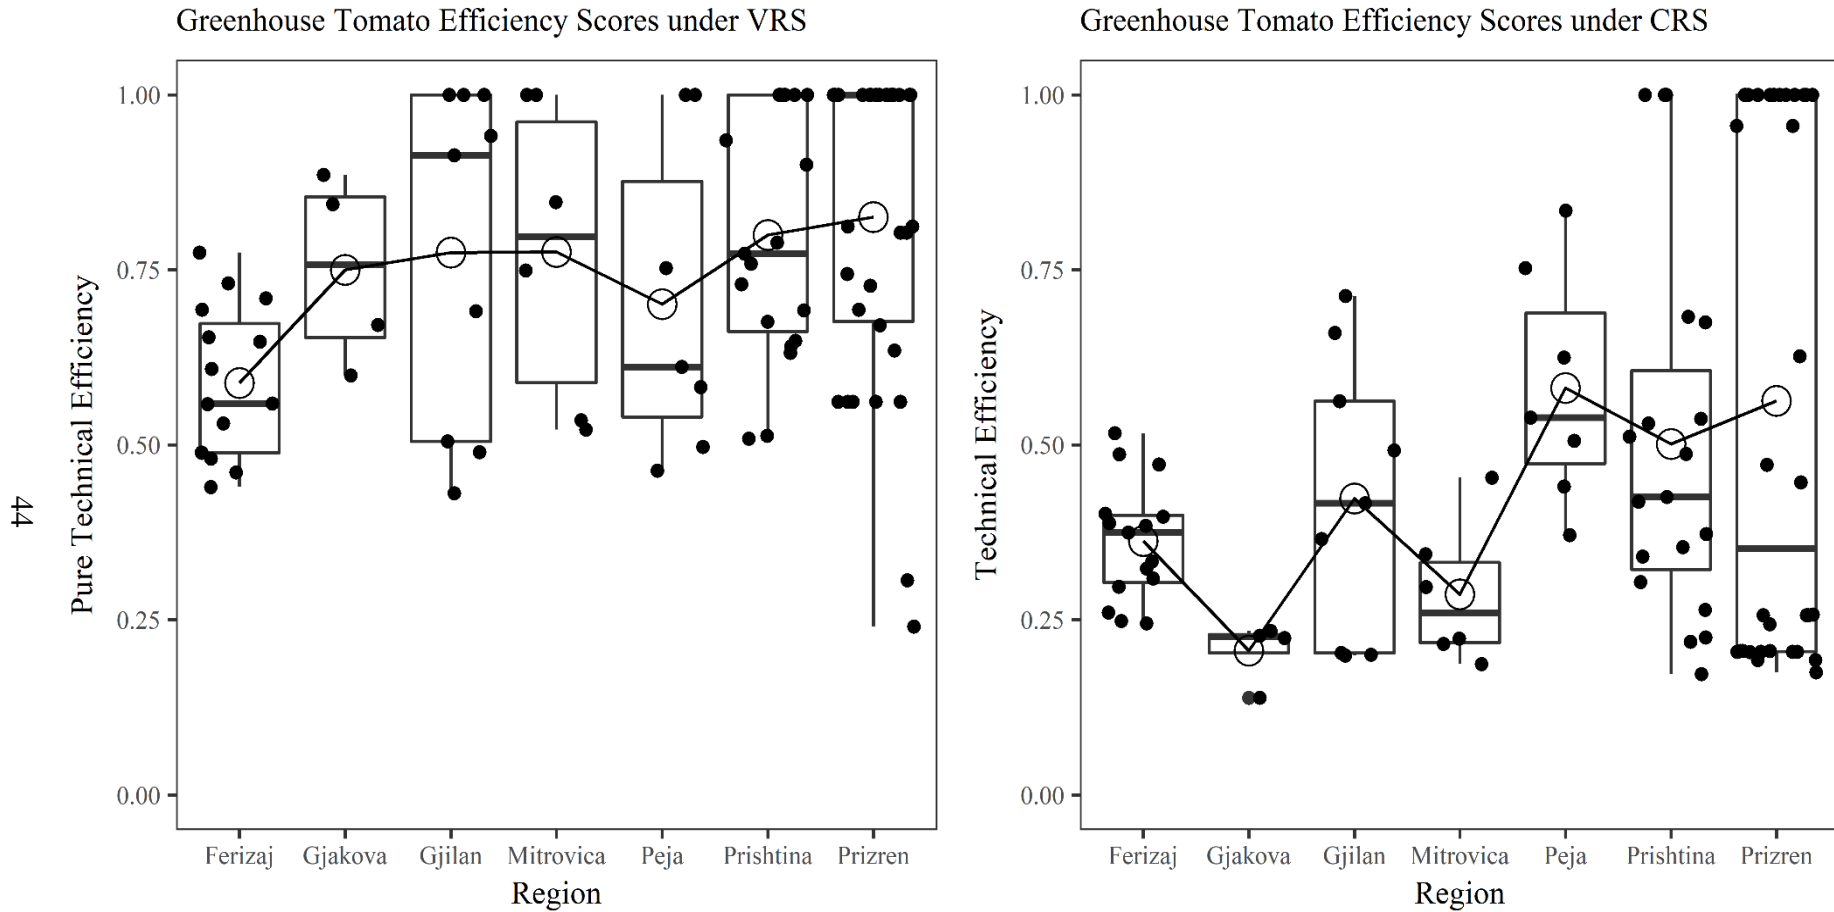 Greenhouse Tomato Efficiency Scores under VRS
Pure Technical Efficiency
1.00
0.75
0.50
0.25
0.00
Ferizaj Gjakova Gjilan Mitrovica Peja Prishtina Prizren
Region
Greenhouse Tomato Efficiency Scores under CRS
Technical Efficiency
1.00
0.75
0.50
0.25
0.00
Ferizaj Gjakova Gjilan Mitrovica Peja Prishtina Prizren
Region
44